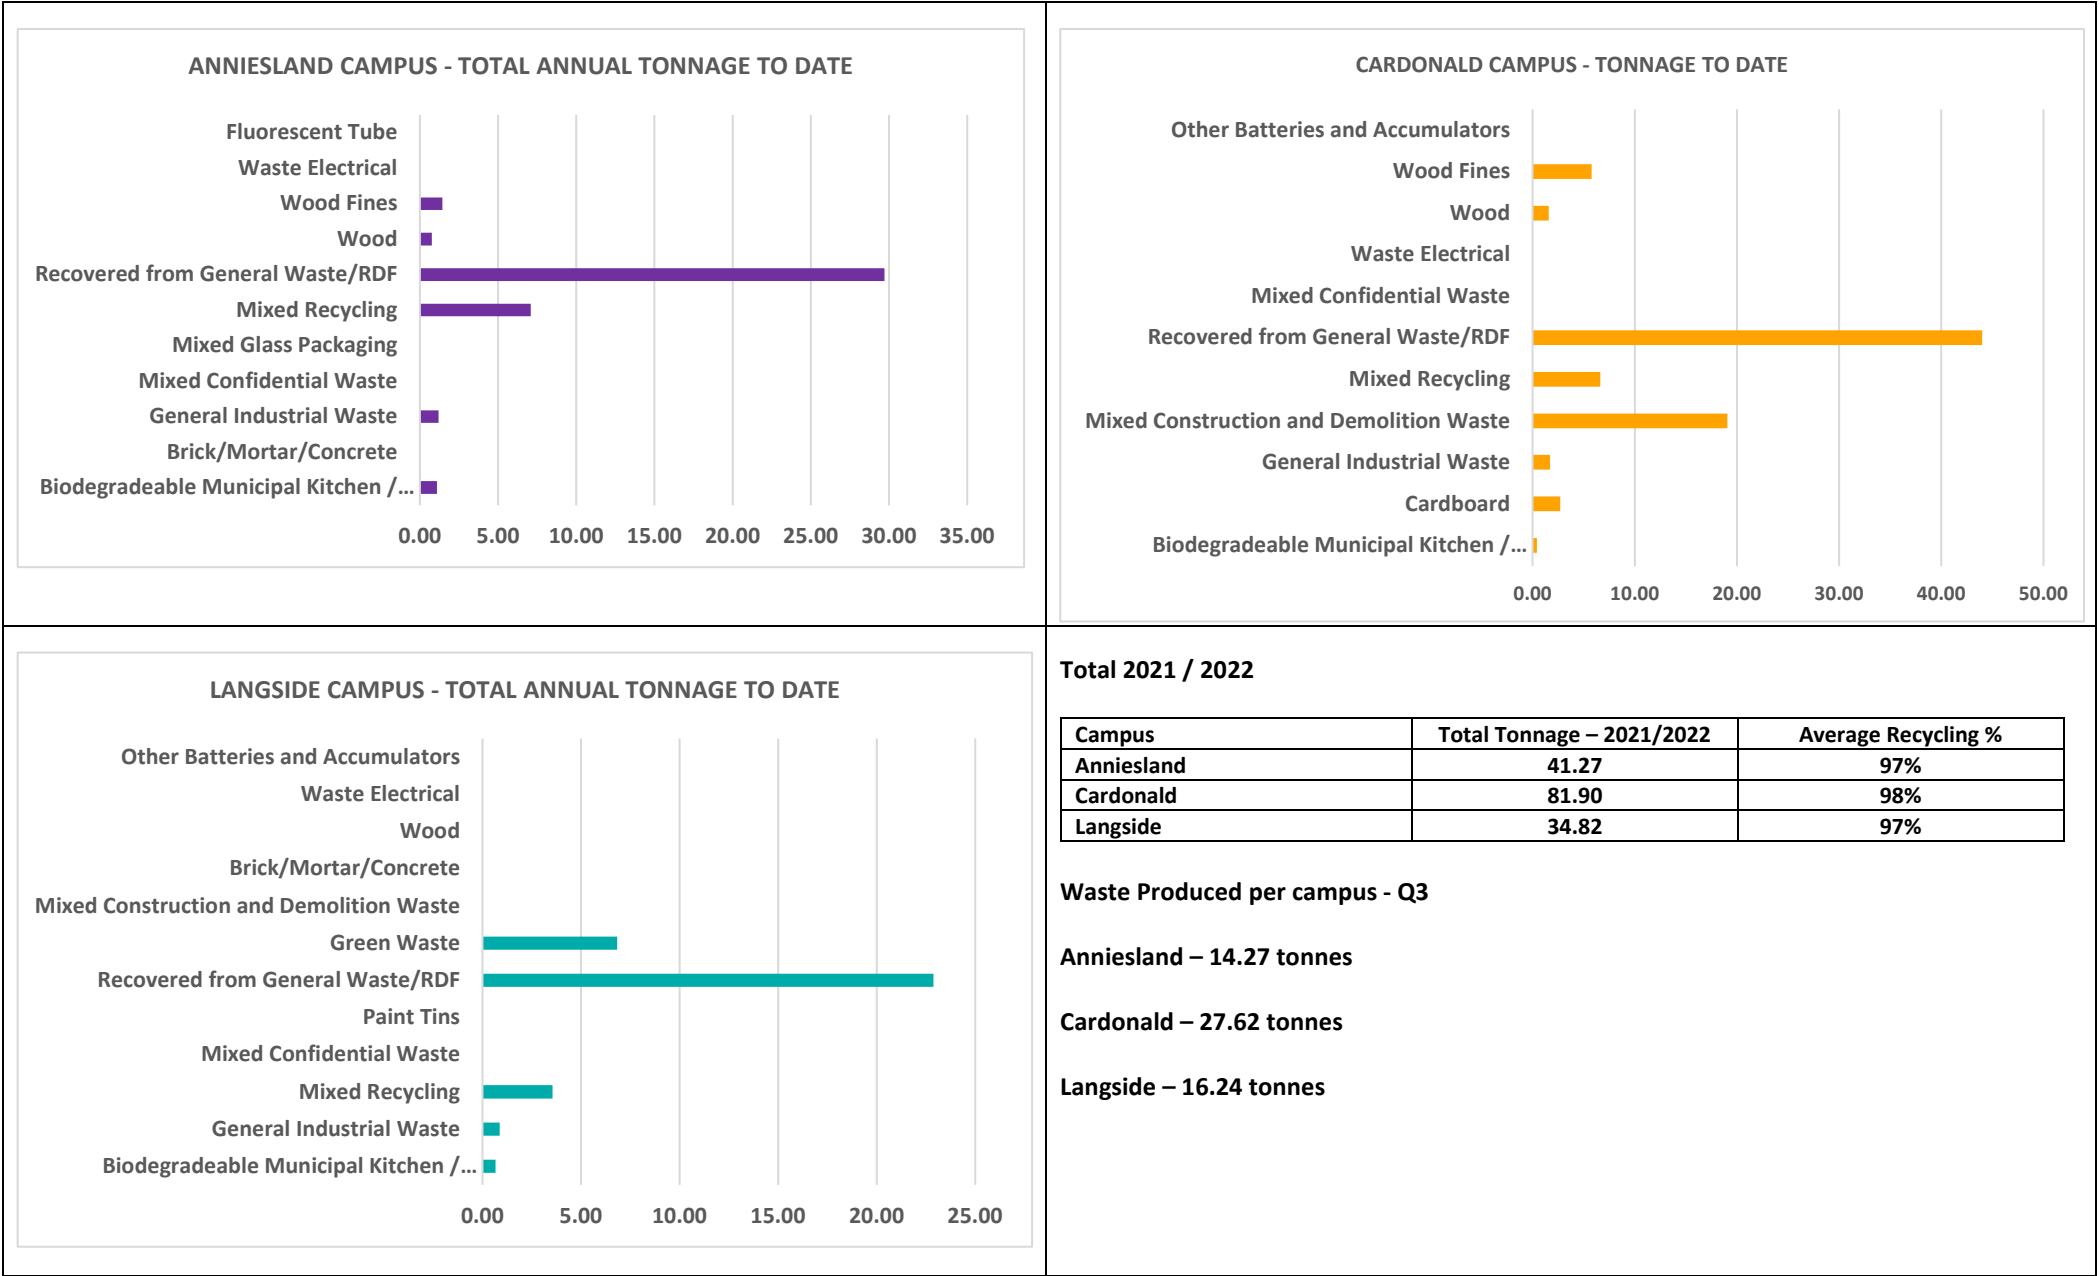 ANNIESLAND CAMPUS - TOTAL ANNUAL TONNAGE TO DATE
Fluorescent Tube
Waste Electrical
Wood Fines
Wood
Recovered from General Waste/RDF
Mixed Recycling
Mixed Glass Packaging
Mixed Confidential Waste
General Industrial Waste
Brick/Mortar/Concrete
Biodegradeable Municipal Kitchen /...
0.00 5.00 10.00 15.00 20.00 25.00 30.00 35.00
CARDONALD CAMPUS - TONNAGE TO DATE
Other Batteries and Accumulators
Wood Fines
Wood
Waste Electrical
Mixed Confidential Waste
Recovered from General Waste/RDF
Mixed Recycling
Mixed Construction and Demolition Waste
General Industrial Waste
Cardboard
Biodegradeable Municipal Kitchen /...
0.00 10.00 20.00 30.00 40.00 50.00
LANGSIDE CAMPUS - TOTAL ANNUAL TONNAGE TO DATE
Other Batteries and Accumulators
Waste Electrical
Wood
Brick/Mortar/Concrete
Mixed Construction and Demolition Waste
Green Waste
Recovered from General Waste/RDF
Paint Tins
Mixed Confidential Waste
Mixed Recycling
General Industrial Waste
Biodegradeable Municipal Kitchen /...
0.00 5.00 10.00 15.00 20.00 25.00
Total 2021 / 2022
Campus Total Tonnage – 2021/2022 Average Recycling %
Anniesland 41.27 97%
Cardonald 81.90 98%
Langside 34.82 97%
Waste Produced per campus - Q3
Anniesland – 14.27 tonnes
Cardonald – 27.62 tonnes
Langside – 16.24 tonnes